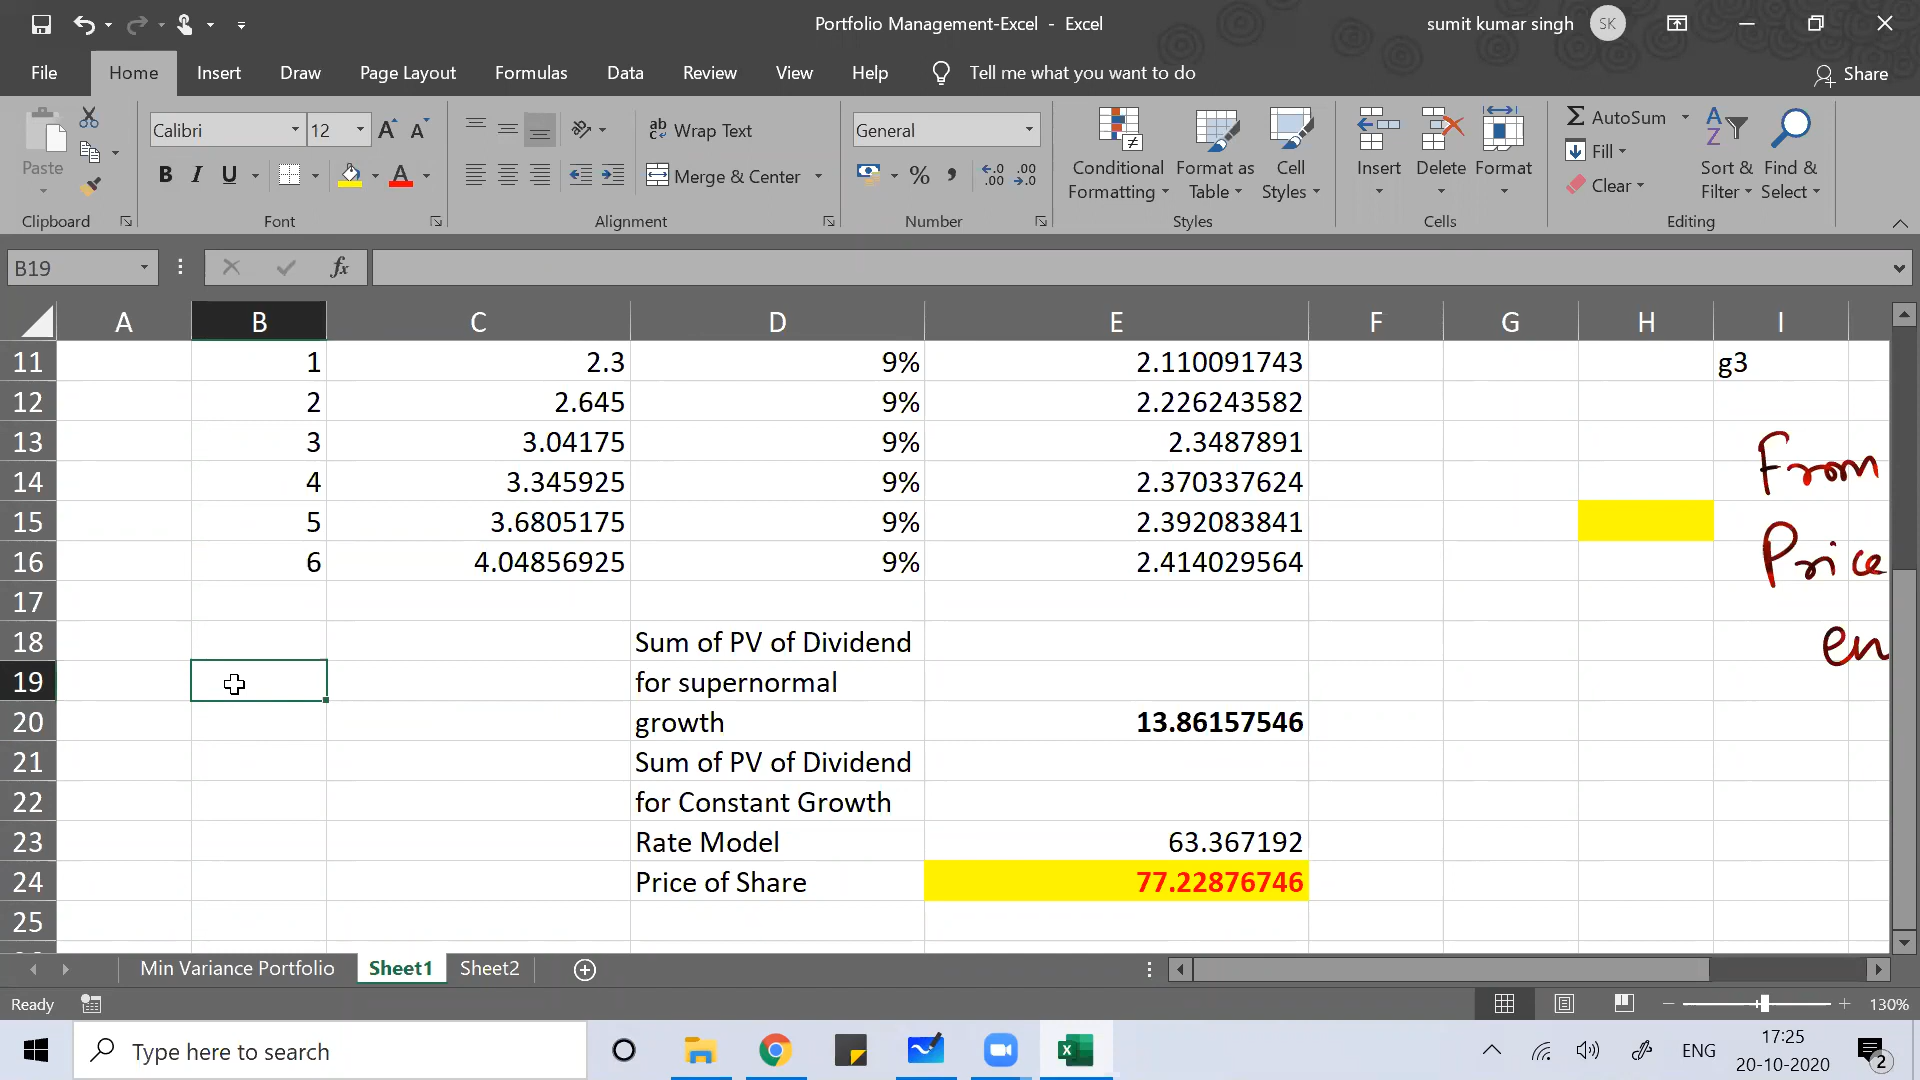 Portfolio Management-Excel - Excel
sumit kumar singh
SK
File
Home
Insert
Draw
Page Layout
Formulas
Data
Review
View
Help
Tell me what you want to do
Share
Paste
Clipboard
Calibri
12
A A
B I U
A
Font
ab Wrap Text
Merge & Center
Alignment
General
% , .00 .00
Number
Conditional Formatting
Format as Table
Cell Styles
Styles
Insert
Delete
Format
Cells
AutoSum
Fill
Clear
Sort & Filter
Find & Select
Editing
B19
fx
A B C D E F G H I
11 1 2.3 9% 2.110091743 g3
12 2 2.645 9% 2.226243582
13 3 3.04175 9% 2.3487891
14 4 3.345925 9% 2.370337624
15 5 3.6805175 9% 2.392083841
16 6 4.04856925 9% 2.414029564
From
Price
en
17
18 Sum of PV of Dividend
19 for supernormal
20 growth 13.86157546
21 Sum of PV of Dividend
22 for Constant Growth
23 Rate Model 63.367192
24 Price of Share 77.22876746
25
Min Variance Portfolio
Sheet1
Sheet2
Ready
130%
Type here to search
ENG
17:25
20-10-2020
2